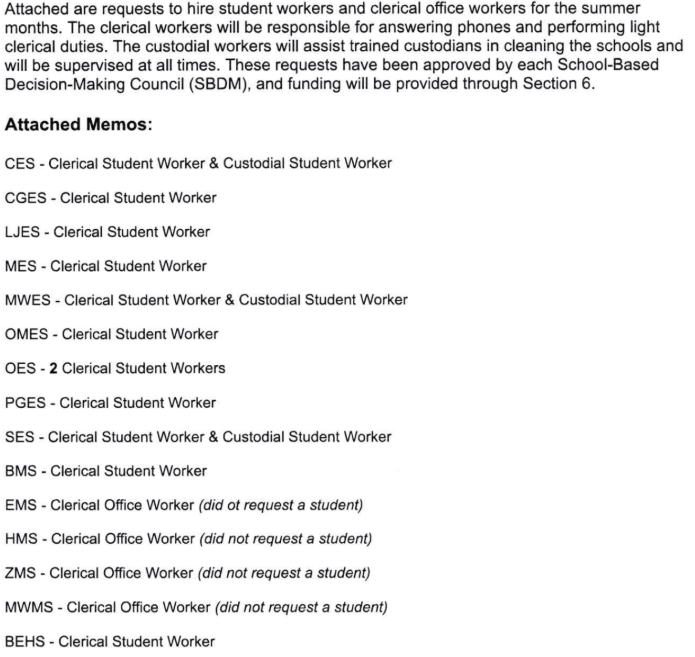 Attached are requests to hire student workers and clerical office workers for the summer
months. The clerical workers will be responsible for answering phones and performing light
clerical duties. The custodial workers will assist trained custodians in cleaning the schools and
will be supervised at all times. These requests have been approved by each School-Based
Decision-Making Council (SBDM), and funding will be provided through Section 6.
Attached Memos:
CES - Clerical Student Worker & Custodial Student Worker
CGES - Clerical Student Worker
LJES - Clerical Student Worker
MES - Clerical Student Worker
MWES - Clerical Student Worker & Custodial Student Worker
OMES - Clerical Student Worker
OES - 2 Clerical Student Workers
PGES - Clerical Student Worker
SES - Clerical Student Worker & Custodial Student Worker
BMS - Clerical Student Worker
EMS - Clerical Office Worker (did ot request a student)
HMS - Clerical Office Worker (did not request a student)
ZMS - Clerical Office Worker (did not request a student)
MWMS - Clerical Office Worker (did not request a student)
BEHS - Clerical Student Worker